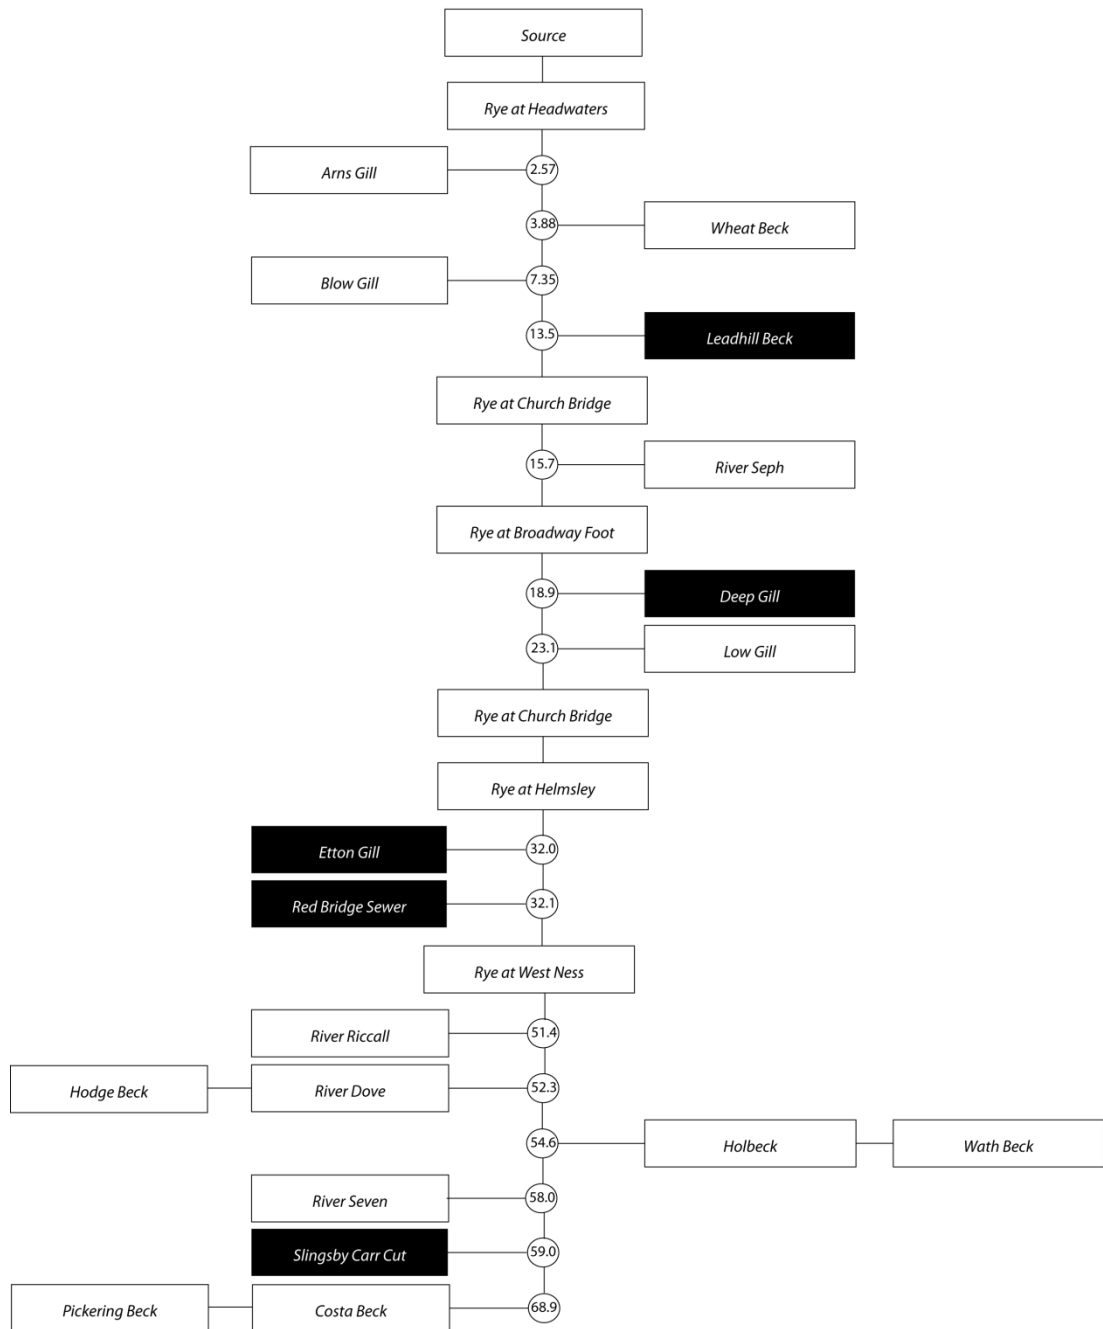 Source
Rye at Headwaters
Arns Gill
2.57
3.88
Wheat Beck
Blow Gill
7.35
13.5
Leadhill Beck
Rye at Church Bridge
15.7
River Seph
Rye at Broadway Foot
18.9
Deep Gill
23.1
Low Gill
Rye at Church Bridge
Rye at Helmsley
Etton Gill
32.0
Red Bridge Sewer
32.1
Rye at West Ness
River Riccall
51.4
Hodge Beck
River Dove
52.3
54.6
Holbeck
Wath Beck
River Seven
58.0
Slingsby Carr Cut
59.0
Pickering Beck
Costa Beck
68.9